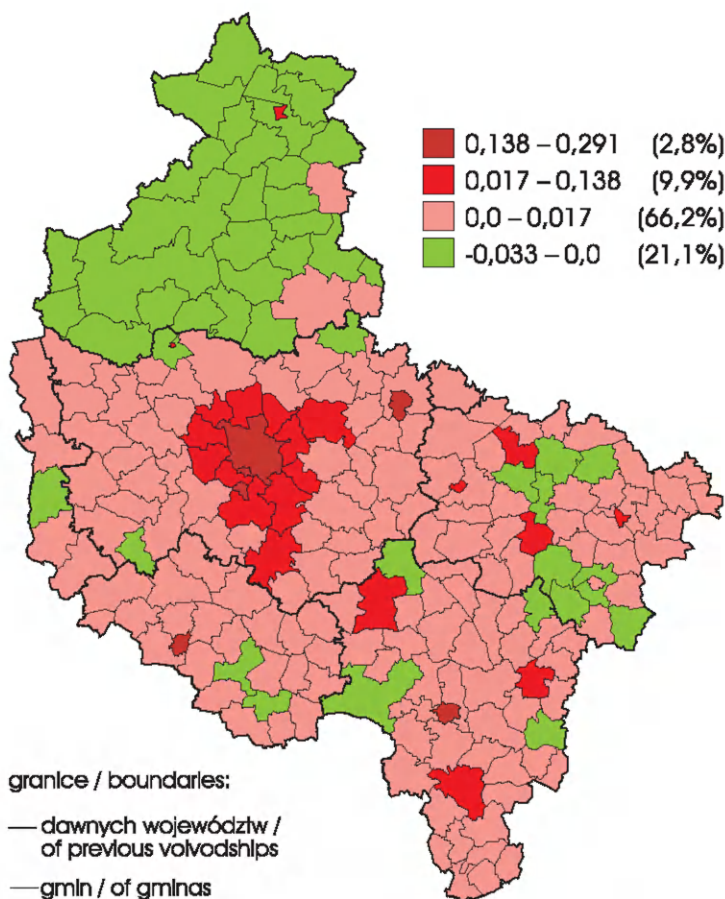 0,138 – 0,291 (2,8%)
0,017 – 0,138 (9,9%)
0,0 – 0,017 (66,2%)
-0,033 – 0,0 (21,1%)
granice / boundaries:
dawnych województw /
of previous voivodships
gmin / of gminas